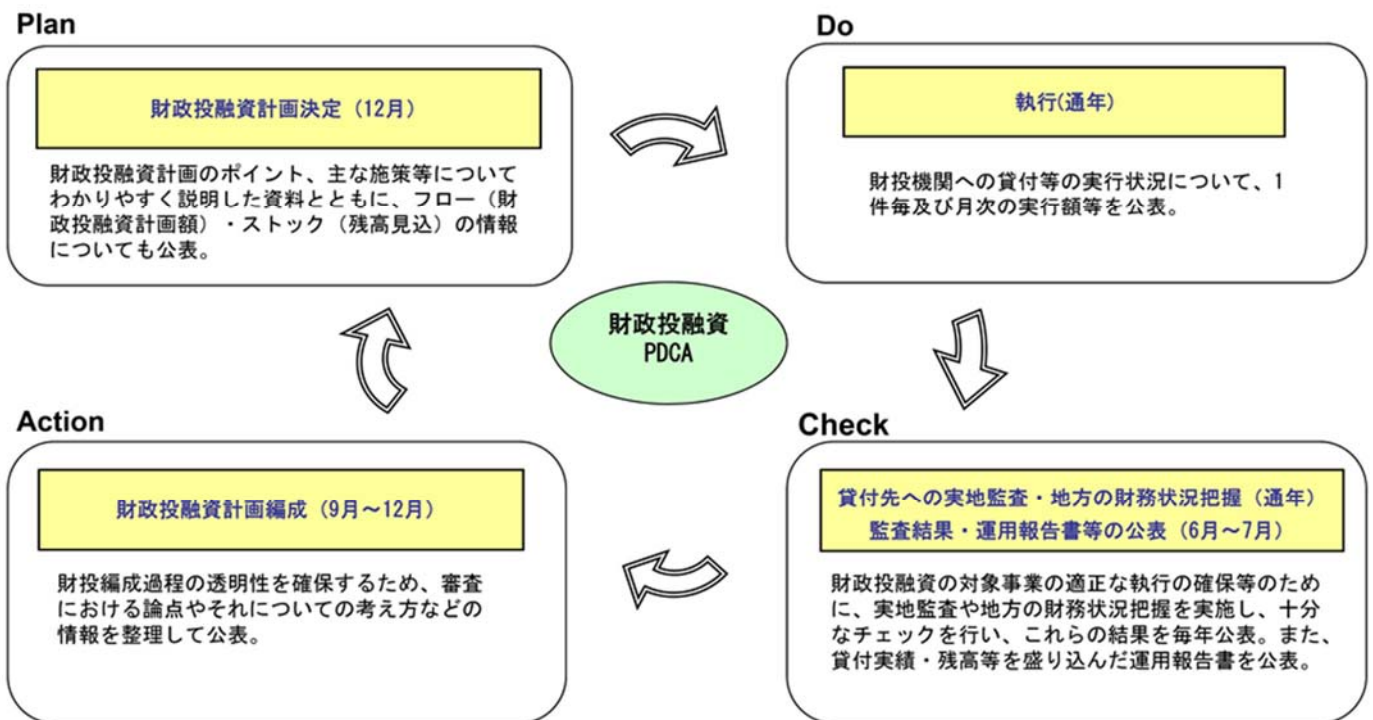 Plan
財政投融資計画決定（12月）
財政投融資計画のポイント、主な施策等について
わかりやすく説明した資料とともに、フロー（財
政投融資計画額）・ストック（残高見込）の情報
についても公表。
Do
執行(通年)
財投機関への貸付等の実行状況について、1
件毎及び月次の実行額等を公表。
財政投融資
PDCA
Action
財政投融資計画編成（9月～12月）
財投編成過程の透明性を確保するため、審査
における論点やそれについての考え方などの
情報を整理して公表。
Check
貸付先への実地監査・地方の財務状況把握（通年）
監査結果・運用報告書等の公表（6月～7月）
財政投融資の対象事業の適正な執行の確保等のため
に、実地監査や地方の財務状況把握を実施し、十分
なチェックを行い、これらの結果を毎年公表。また、
貸付実績・残高等を盛り込んだ運用報告書を公表。